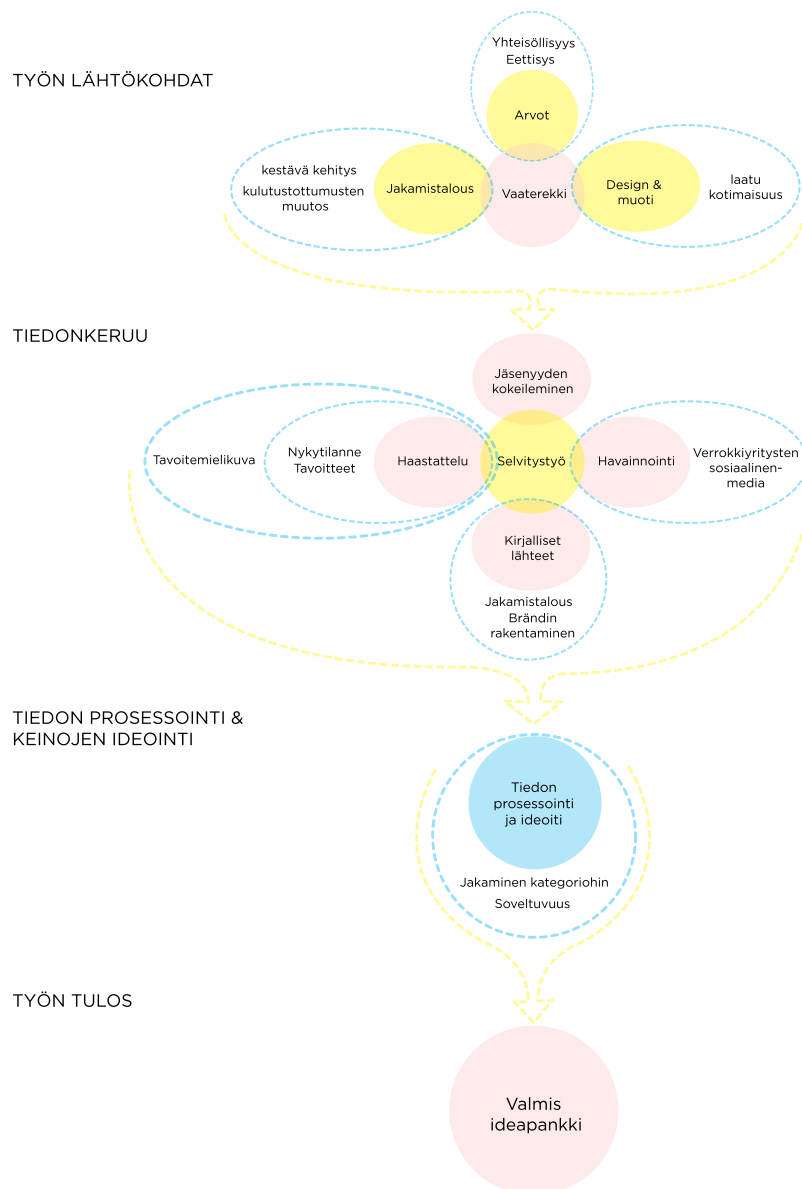 TYÖN LÄHTÖKOHDAT
Yhteisöllisyys
Eettisyys
Arvot
kestävä kehitys
kulutustottumusten
muutos
Jakamistalous
Vaaterekki
Design &
muoti
laatu
kotimaisuus
TIEDONKERUU
Jäsenyyden
kokeileminen
Tavoitemielikuva
Nykytilanne
Tavoitteet
Haastattelu
Selvitystyö
Havainnointi
Verrokkiyritysten
sosiaalinen-
media
Kirjalliset
lähteet
Jakamistalous
Brändin
rakentaminen
TIEDON PROSESSOINTI &
KEINOJEN IDEOINTI
Tiedon
prosessointi
ja ideoiti
Jakaminen kategoriohin
Soveltuvuus
TYÖN TULOS
Valmis
ideapankki